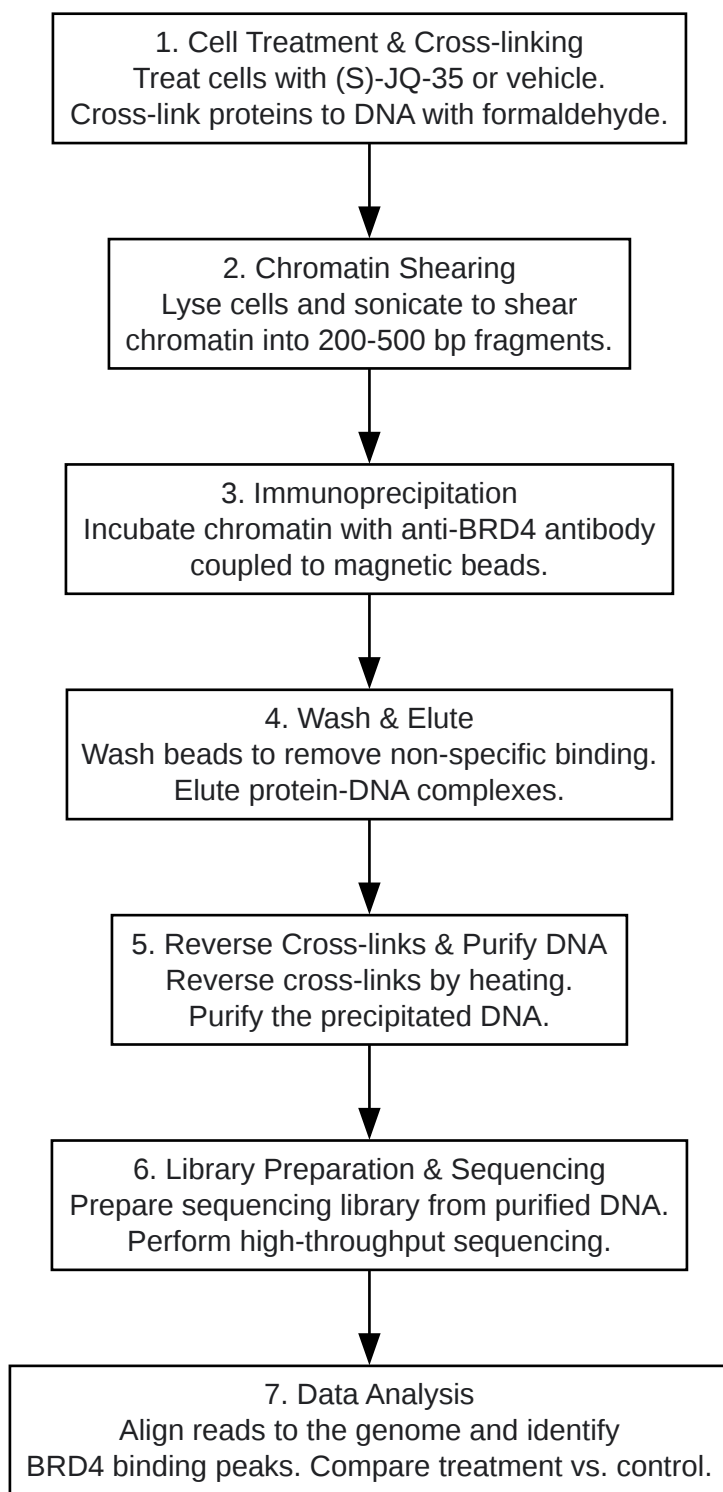 1. Cell Treatment & Cross-linking
Treat cells with (S)-JQ-35 or vehicle.
Cross-link proteins to DNA with formaldehyde.
2. Chromatin Shearing
Lyse cells and sonicate to shear
chromatin into 200-500 bp fragments.
3. Immunoprecipitation
Incubate chromatin with anti-BRD4 antibody
coupled to magnetic beads.
4. Wash & Elute
Wash beads to remove non-specific binding.
Elute protein-DNA complexes.
5. Reverse Cross-links & Purify DNA
Reverse cross-links by heating.
Purify the precipitated DNA.
6. Library Preparation & Sequencing
Prepare sequencing library from purified DNA.
Perform high-throughput sequencing.
7. Data Analysis
Align reads to the genome and identify
BRD4 binding peaks. Compare treatment vs. control.